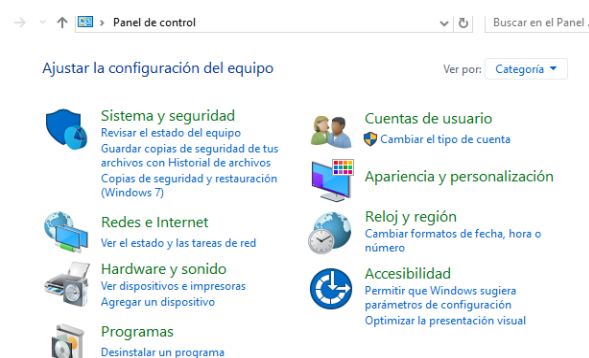 Panel de control
Buscar en el Panel ...
Ajustar la configuración del equipo
Ver por: Categoría
Sistema y seguridad
Revisar el estado del equipo
Guardar copias de seguridad de tus
archivos con Historial de archivos
Copias de seguridad y restauración
(Windows 7)
Redes e Internet
Ver el estado y las tareas de red
Hardware y sonido
Ver dispositivos e impresoras
Agregar un dispositivo
Programas
Desinstalar un programa
Cuentas de usuario
Cambiar el tipo de cuenta
Apariencia y personalización
Reloj y región
Cambiar formatos de fecha, hora o
número
Accesibilidad
Permitir que Windows sugiera
parámetros de configuración
Optimizar la presentación visual